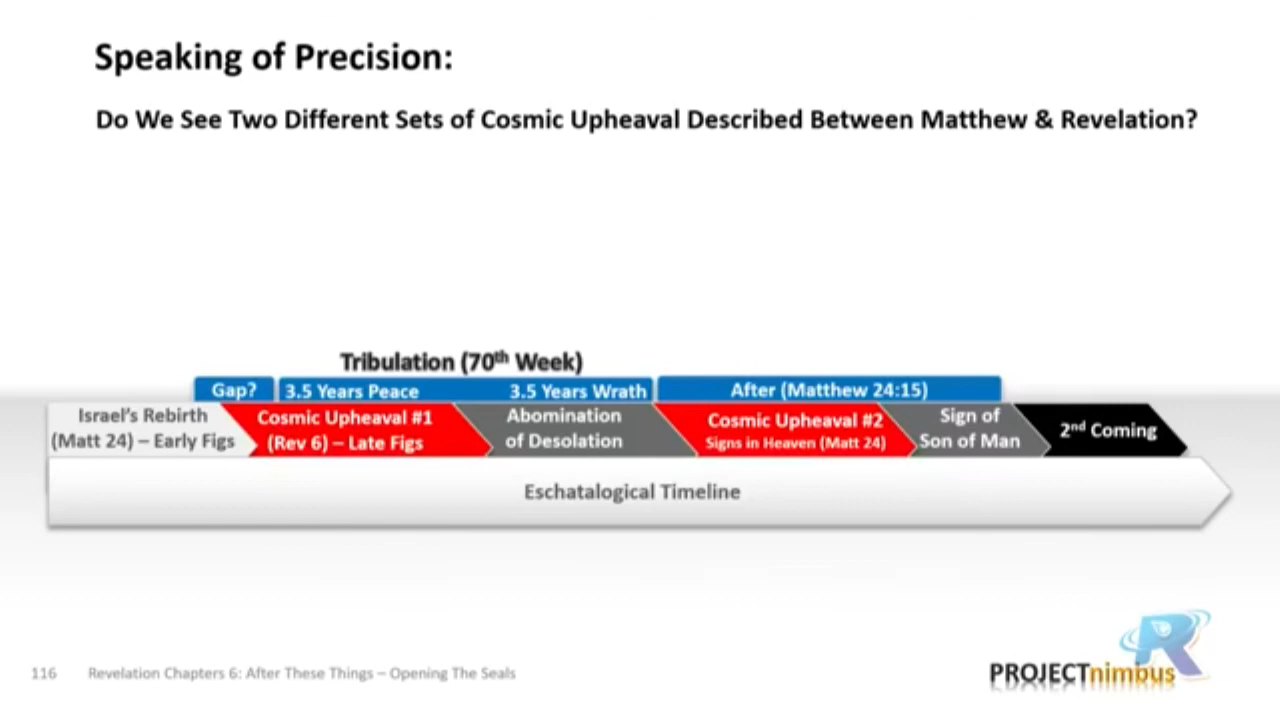 Speaking of Precision:
Do We See Two Different Sets of Cosmic Upheaval Described Between Matthew & Revelation?
Tribulation (70th Week)
Gap?
3.5 Years Peace
3.5 Years Wrath
After (Matthew 24:15)
Israel's Rebirth
(Matt 24) – Early Figs
Cosmic Upheaval #1
(Rev 6) – Late Figs
Abomination
of Desolation
Cosmic Upheaval #2
Signs in Heaven (Matt 24)
Sign of
Son of Man
2nd Coming
Eschatalogical Timeline
116
Revelation Chapters 6: After These Things – Opening The Seals
R
PROJECTnimbus